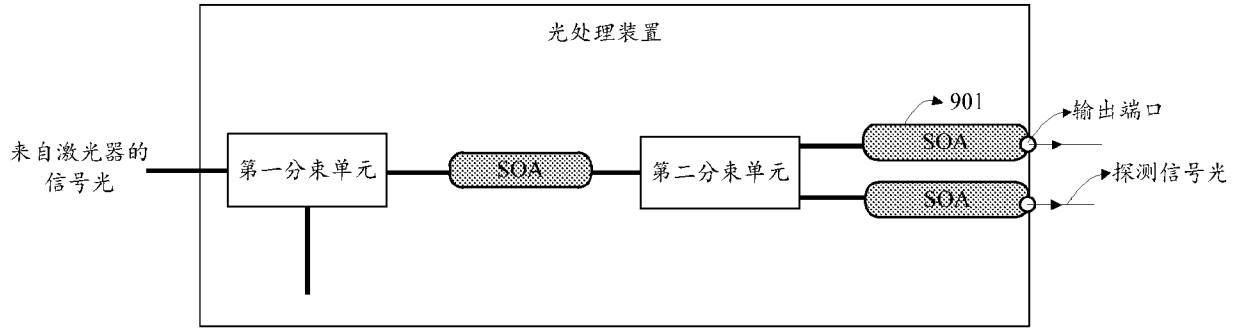 光处理装置
901
输出端口
SOA
来自激光器的
信号光
第一分束单元
SOA
第二分束单元
探测信号光
SOA